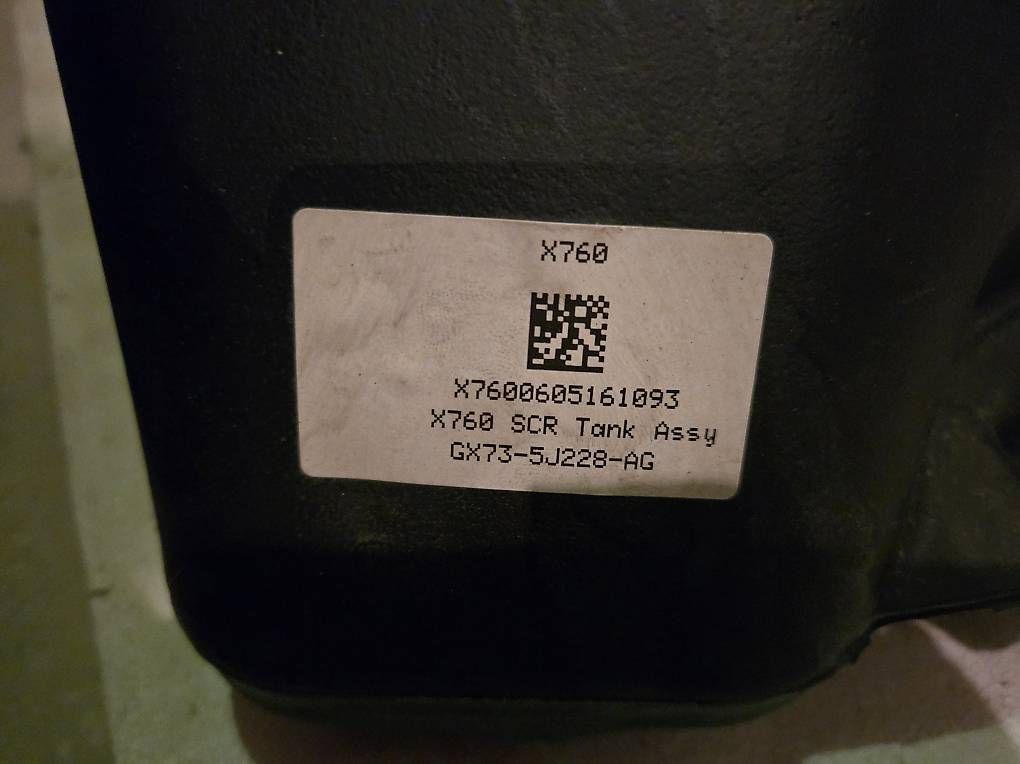 X760
X7600605161093
X760 SCR Tank Assy
GX73-5J228-AG